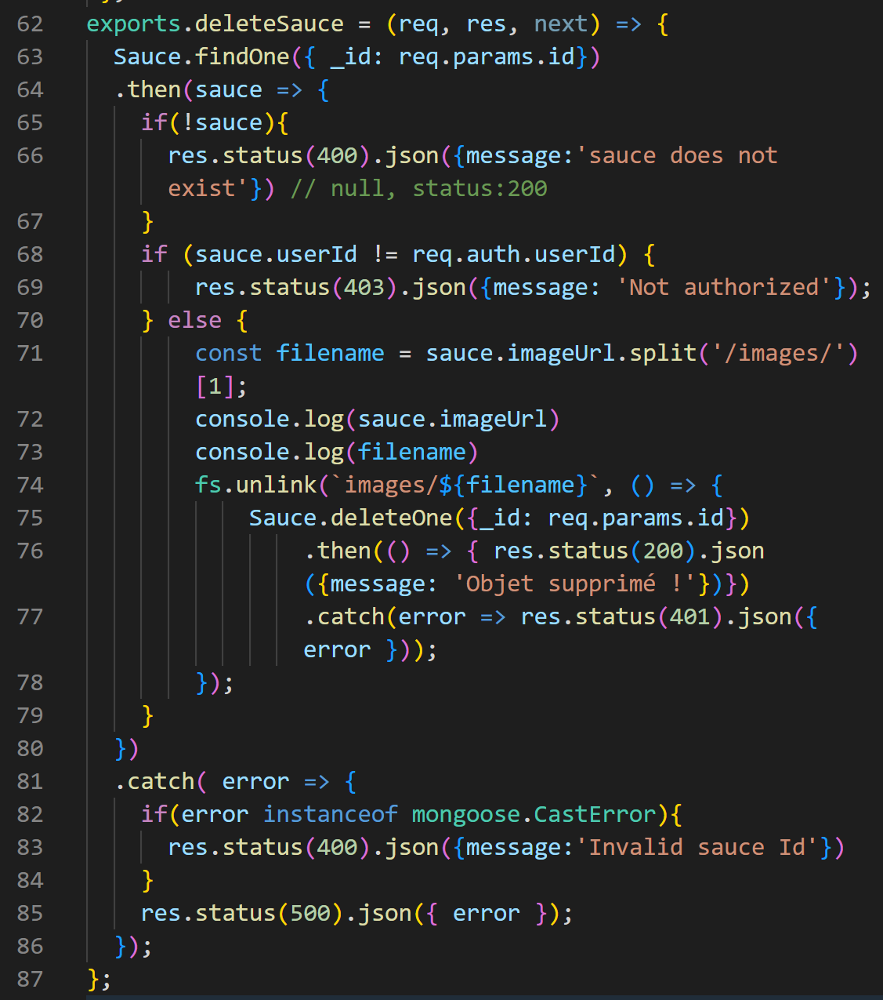 62 exports.deleteSauce = (req, res, next) => {
63 Sauce.findOne({ _id: req.params.id})
64 .then(sauce => {
65 if(!sauce){
66 res.status(400).json({message:'sauce does not
exist'}) // null, status:200
67 }
68 if (sauce.userId != req.auth.userId) {
69 res.status(403).json({message: 'Not authorized'});
70 } else {
71 const filename = sauce.imageUrl.split('/images/')
[1];
72 console.log(sauce.imageUrl)
73 console.log(filename)
74 fs.unlink(`images/${filename}`, () => {
75 Sauce.deleteOne({_id: req.params.id})
76 .then(() => { res.status(200).json
({message: 'Objet supprimé !'})})
77 .catch(error => res.status(401).json({
error }));
78 });
79 }
80 })
81 .catch( error => {
82 if(error instanceof mongoose.CastError){
83 res.status(400).json({message:'Invalid sauce Id'})
84 }
85 res.status(500).json({ error });
86 });
87 };